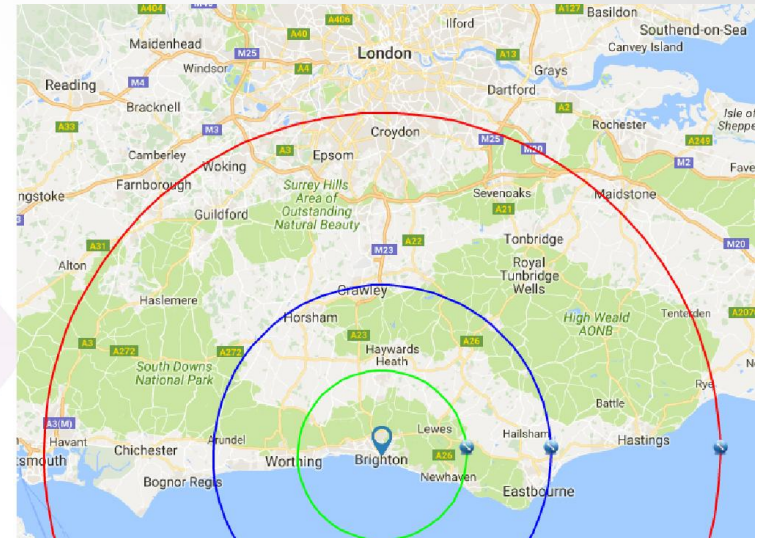 A404
A406
Ilford
A127
Basildon
Southend-on-Sea
Maidenhead
A40
Canvey Island
M25
London
A13
Windsor
A4
Grays
Reading
M4
Dartford
Bracknell
A2
A33
M3
Croydon
Rochester
Isle of
Sheppe
A249
Camberley
A3
Epsom
M25
M20
M2
Woking
Fave
ngstoke
Farnborough
Surrey Hills
Area of
Outstanding
Natural Beauty
Sevenoaks
Maidstone
A21
Guildford
A31
M23
A22
Tonbridge
M20
Alton
Royal
Tunbridge
Wells
Crawley
Haslemere
Horsham
High Weald
AONB
Tenterden
A207
A3
A272
A272
A23
A26
Haywards
Heath
South Downs
National Park
Rye
Battle
A3(M)
Havant
Chichester
Arundel
Lewes
Hailsham
Hastings
smouth
Worthing
Brighton
A26
Bognor Regis
Newhaven
Eastbourne